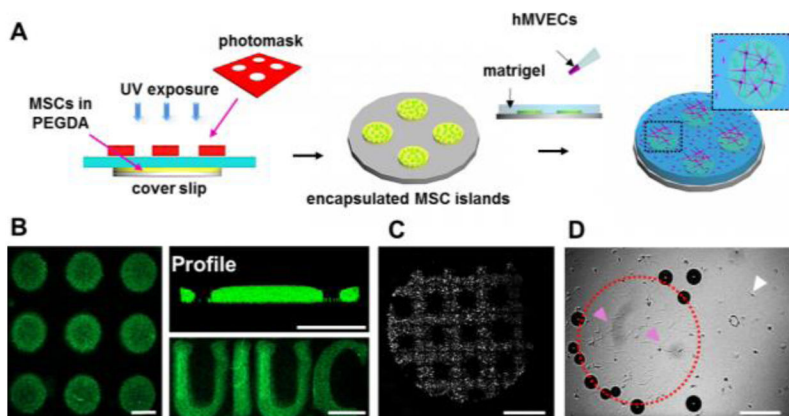 A
photomask
hMVECs
UV exposure
matrigel
MSCs in
PEGDA
cover slip
encapsulated MSC islands
B
Profile
UIUC
C
D